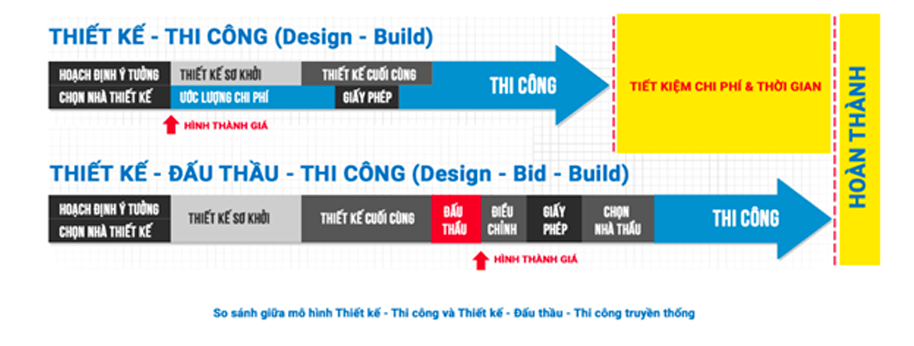 THIẾT KẾ - THI CÔNG (Design - Build)
HOẠCH ĐỊNH Ý TƯỞNG
CHỌN NHÀ THIẾT KẾ
THIẾT KẾ SƠ KHỞI
ƯỚC LƯỢNG CHI PHÍ
THIẾT KẾ CUỐI CÙNG
GIẤY PHÉP
THI CÔNG
HÌNH THÀNH GIÁ
TIẾT KIỆM CHI PHÍ & THỜI GIAN
HOÀN THÀNH
THIẾT KẾ - ĐẤU THẦU - THI CÔNG (Design - Bid - Build)
HOẠCH ĐỊNH Ý TƯỞNG
CHỌN NHÀ THIẾT KẾ
THIẾT KẾ SƠ KHỞI
THIẾT KẾ CUỐI CÙNG
ĐẤU
THẦU
ĐIỀU
CHỈNH
GIẤY
PHÉP
CHỌN
NHÀ THẦU
THI CÔNG
HÌNH THÀNH GIÁ
So sánh giữa mô hình Thiết kế - Thi công và Thiết kế - Đấu thầu - Thi công truyền thống